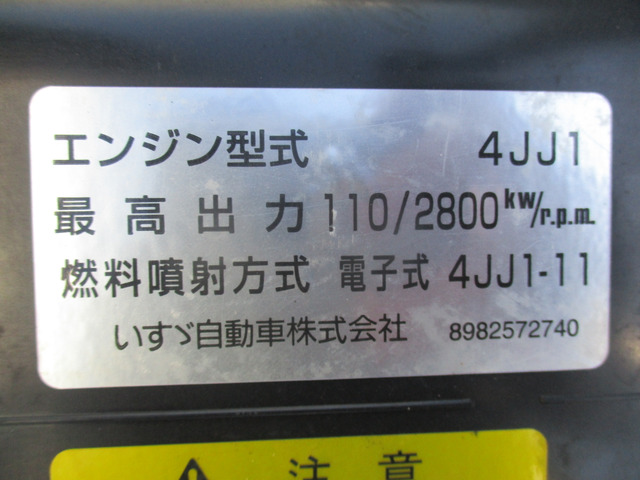 エンジン型式 4JJ1
最高出力 110/2800 kw/r.p.m.
燃料噴射方式 電子式 4JJ1-11
いすゞ自動車株式会社 8982572740
注意